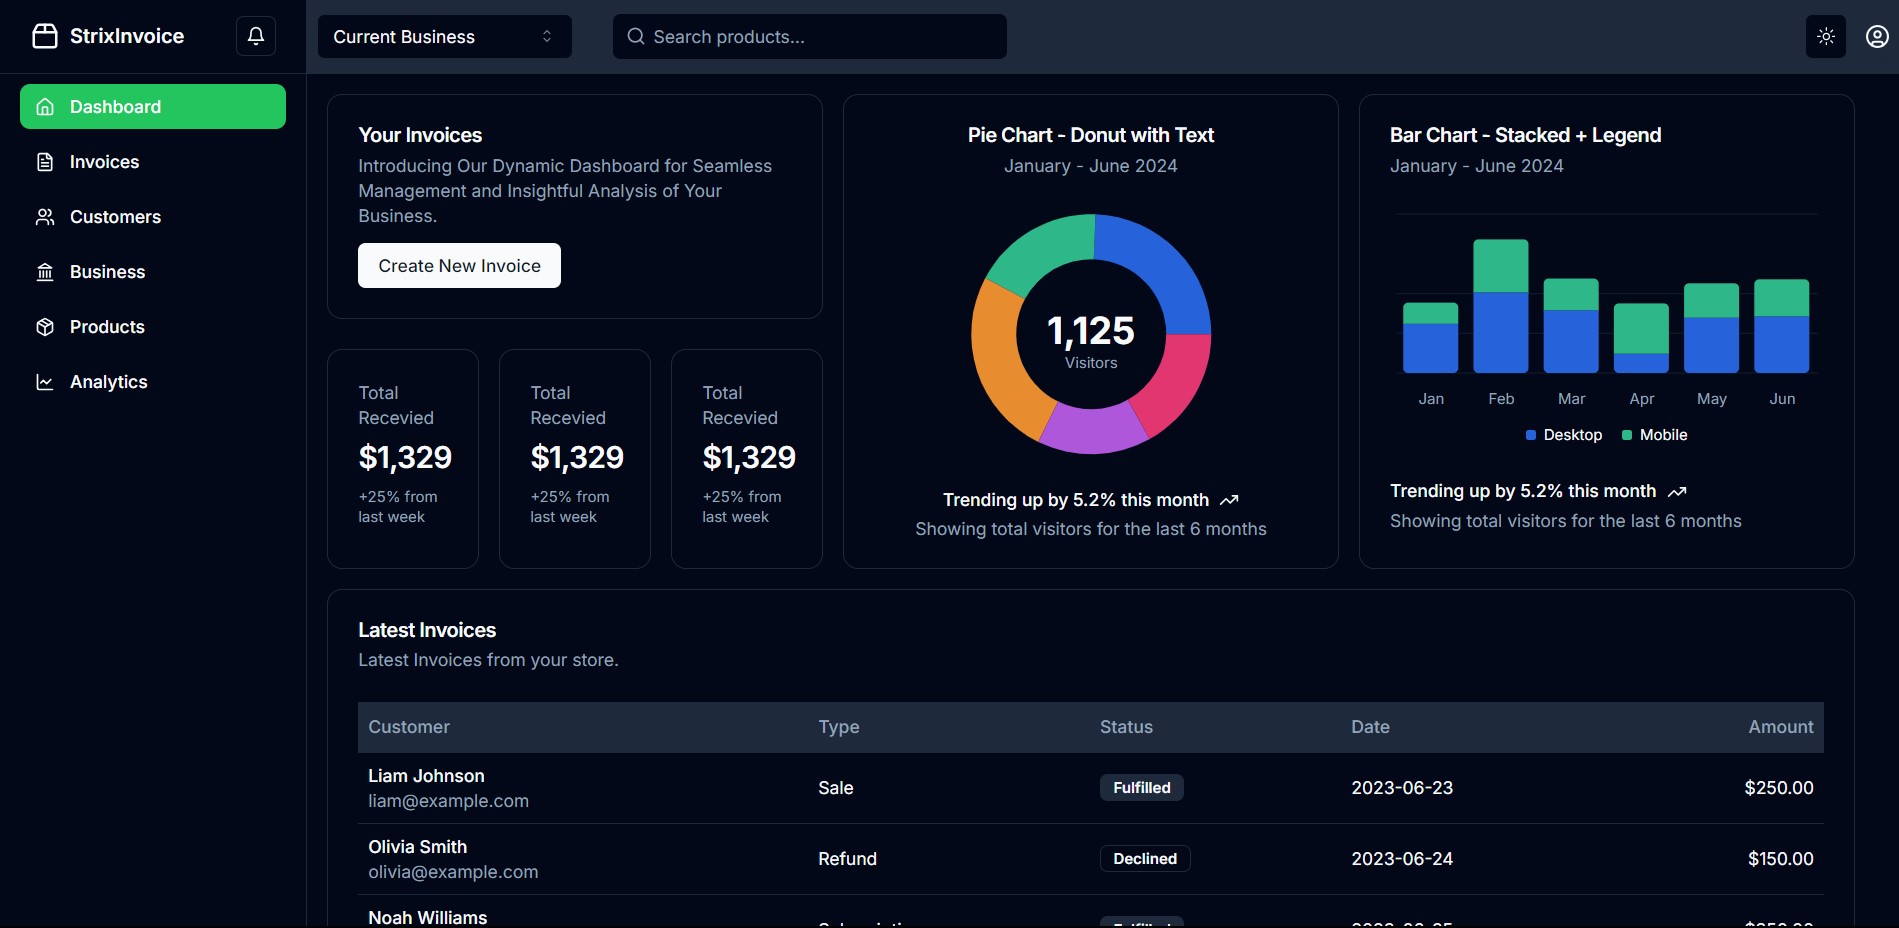 StrixInvoice
Current Business
Search products...
Dashboard
Invoices
Customers
Business
Products
Analytics
Your Invoices
Introducing Our Dynamic Dashboard for Seamless
Management and Insightful Analysis of Your
Business.
Create New Invoice
Total
Recevied
$1,329
+25% from
last week
Total
Recevied
$1,329
+25% from
last week
Total
Recevied
$1,329
+25% from
last week
Pie Chart - Donut with Text
January - June 2024
1,125
Visitors
Trending up by 5.2% this month
Showing total visitors for the last 6 months
Bar Chart - Stacked + Legend
January - June 2024
Jan Feb Mar Apr May Jun
Desktop Mobile
Trending up by 5.2% this month
Showing total visitors for the last 6 months
Latest Invoices
Latest Invoices from your store.
Customer Type Status Date Amount
Liam Johnson
liam@example.com
Sale Fulfilled 2023-06-23 $250.00
Olivia Smith
olivia@example.com
Refund Declined 2023-06-24 $150.00
Noah Williams